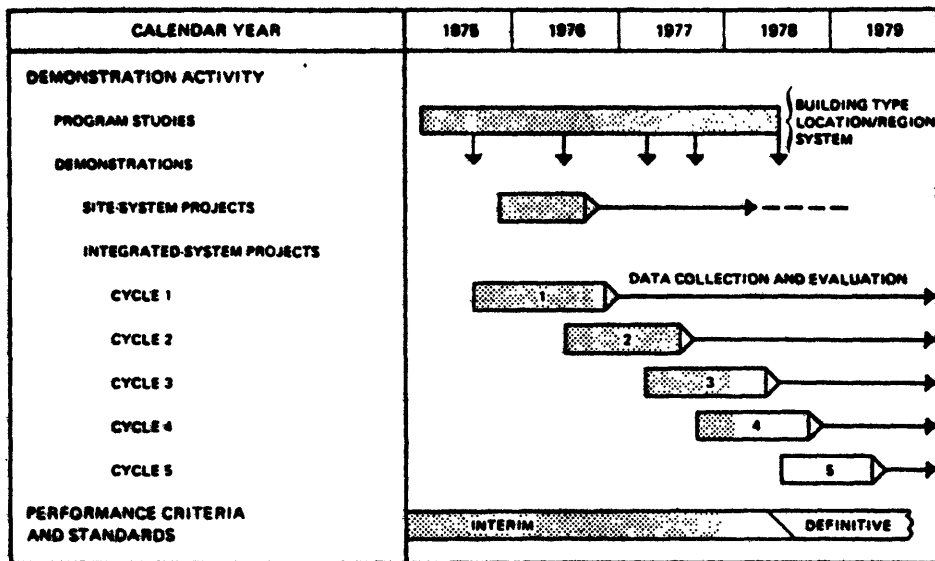 CALENDAR YEAR 1975 1976 1977 1978 1979
DEMONSTRATION ACTIVITY
PROGRAM STUDIES
BUILDING TYPE
LOCATION/REGION
SYSTEM
DEMONSTRATIONS
SITE-SYSTEM PROJECTS
INTEGRATED-SYSTEM PROJECTS
DATA COLLECTION AND EVALUATION
CYCLE 1 1
CYCLE 2 2
CYCLE 3 3
CYCLE 4 4
CYCLE 5 5
PERFORMANCE CRITERIA
AND STANDARDS
INTERIM DEFINITIVE